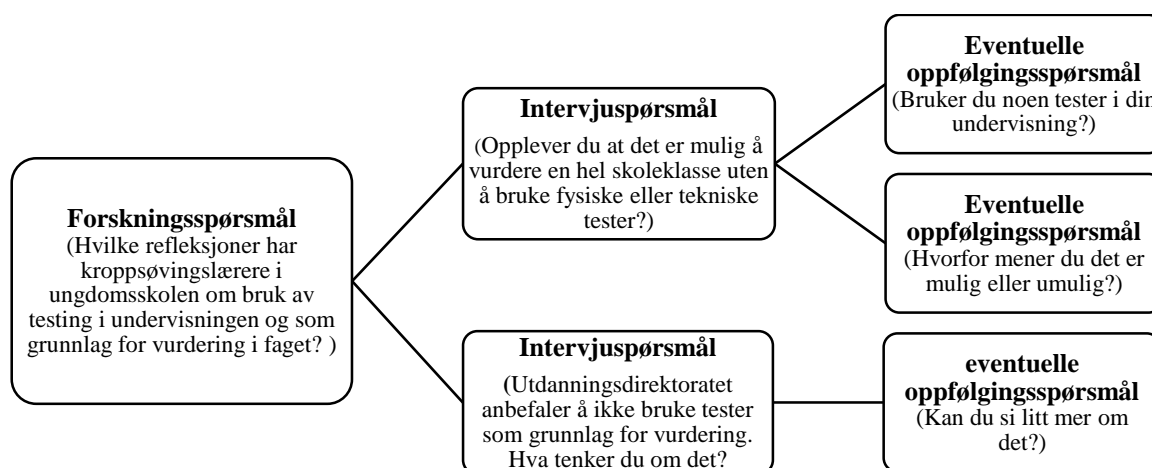 Forskningsspørsmål
(Hvilke refleksjoner har
kroppsøvingslærere i
ungdomsskolen om bruk av
testing i undervisningen og som
grunnlag for vurdering i faget? )
Intervjuspørsmål
(Opplever du at det er mulig å
vurdere en hel skoleklasse uten
å bruke fysiske eller tekniske
tester?)
Eventuelle
oppfølgingsspørsmål
(Bruker du noen tester i din
undervisning?)
Eventuelle
oppfølgingsspørsmål
(Hvorfor mener du det er
mulig eller umulig?)
Intervjuspørsmål
(Utdanningsdirektoratet
anbefaler å ikke bruke tester
som grunnlag for vurdering.
Hva tenker du om det?
eventuelle
oppfølgingsspørsmål
(Kan du si litt mer om
det?)